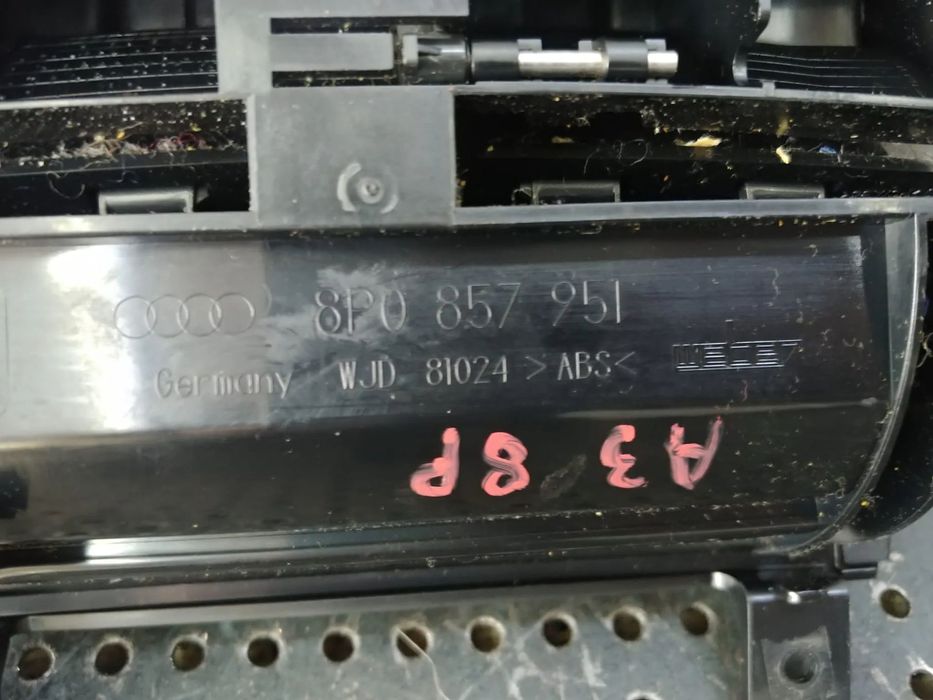 8P0 857 951
Germany WJD 81024 >ABS<
A3 8P